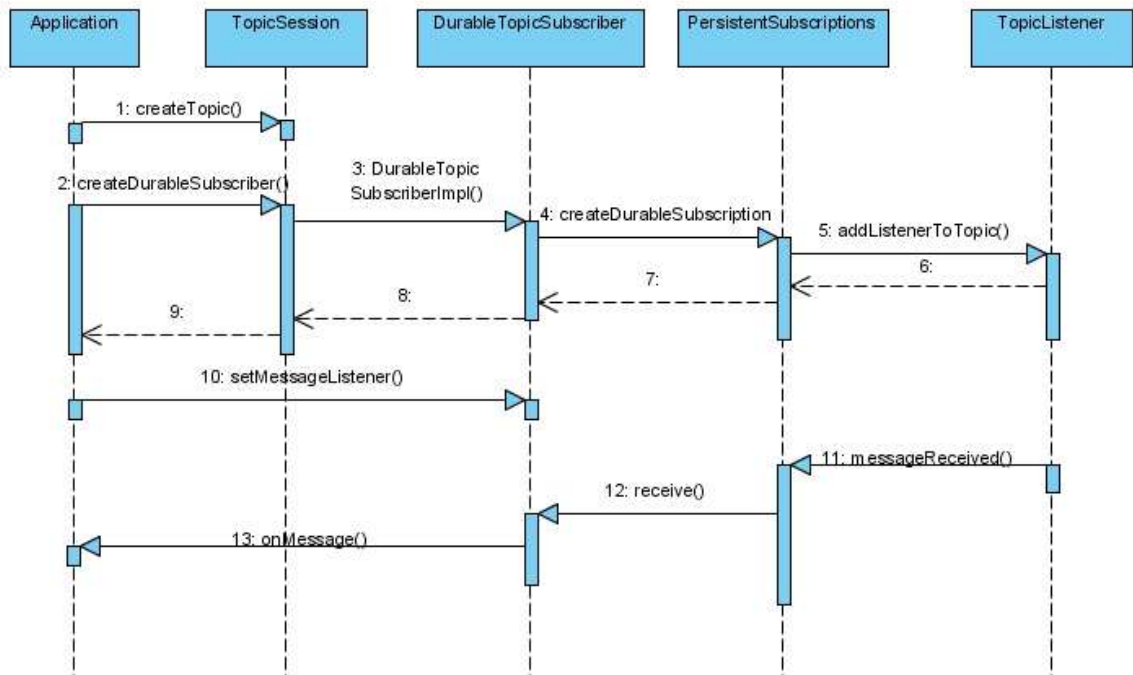 Application
TopicSession
DurableTopicSubscriber
PersistentSubscriptions
TopicListener
1: createTopic()
2: createDurableSubscriber()
3: DurableTopic
SubscriberImpl()
4: createDurableSubscription
5: addListenerToTopic()
6:
7:
8:
9:
10: setMessageListener()
11: messageReceived()
12: receive()
13: onMessage()